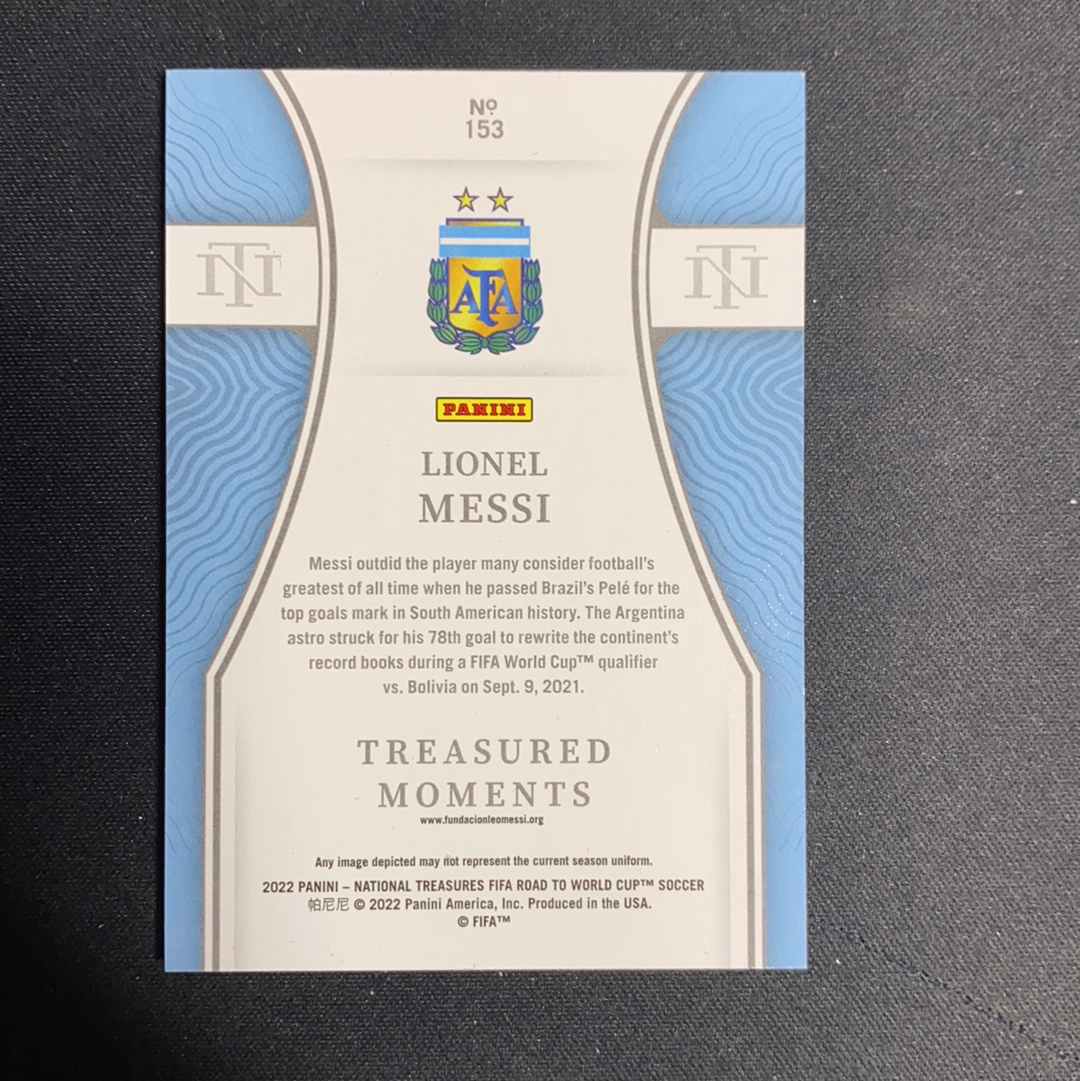 Nº
153
NT
NT
AFA
PANINI
LIONEL
MESSI
Messi outdid the player many consider football's
greatest of all time when he passed Brazil's Pelé for the
top goals mark in South American history. The Argentina
astro struck for his 78th goal to rewrite the continent's
record books during a FIFA World Cup™ qualifier
vs. Bolivia on Sept. 9, 2021.
TREASURED
MOMENTS
www.fundacionleomessi.org
Any image depicted may not represent the current season uniform.
2022 PANINI – NATIONAL TREASURES FIFA ROAD TO WORLD CUP™ SOCCER
帕尼尼 © 2022 Panini America, Inc. Produced in the USA.
© FIFA™